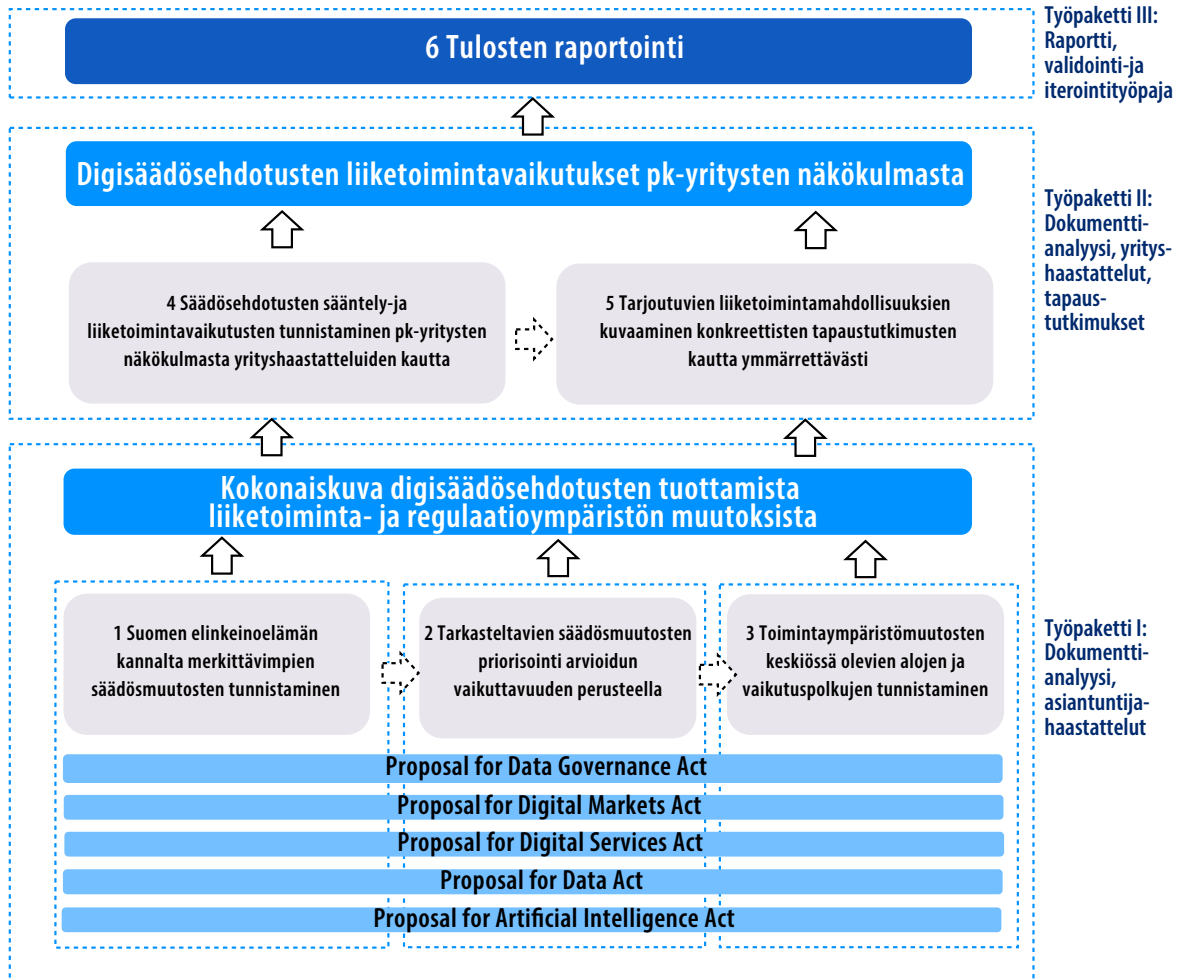 6 Tulosten raportointi
Työpaketti III:
Raportti,
validointi-ja
iterointityöpaja
Digisäädösehdotusten liiketoimintavaikutukset pk-yritysten näkökulmasta
4 Säädösehdotusten sääntely-ja
liiketoimintavaikutusten tunnistaminen pk-yritysten
näkökulmasta yrityshaastatteluiden kautta
5 Tarjoutuvien liiketoimintamahdollisuuksien
kuvaaminen konkreettisten tapaustutkimusten
kautta ymmärrettävästi
Työpaketti II:
Dokumentti-
analyysi, yritys-
haastattelut,
tapaus-
tutkimukset
Kokonaiskuva digisäädösehdotusten tuottamista
liiketoiminta- ja regulaatioympäristön muutoksista
1 Suomen elinkeinoelämän
kannalta merkittävimpien
säädösmuutosten tunnistaminen
2 Tarkasteltavien säädösmuutosten
priorisointi arvioidun
vaikuttavuuden perusteella
3 Toimintaympäristömuutosten
keskiössä olevien alojen ja
vaikutuspolkujen tunnistaminen
Työpaketti I:
Dokumentti-
analyysi,
asiantuntija-
haastattelut
Proposal for Data Governance Act
Proposal for Digital Markets Act
Proposal for Digital Services Act
Proposal for Data Act
Proposal for Artificial Intelligence Act